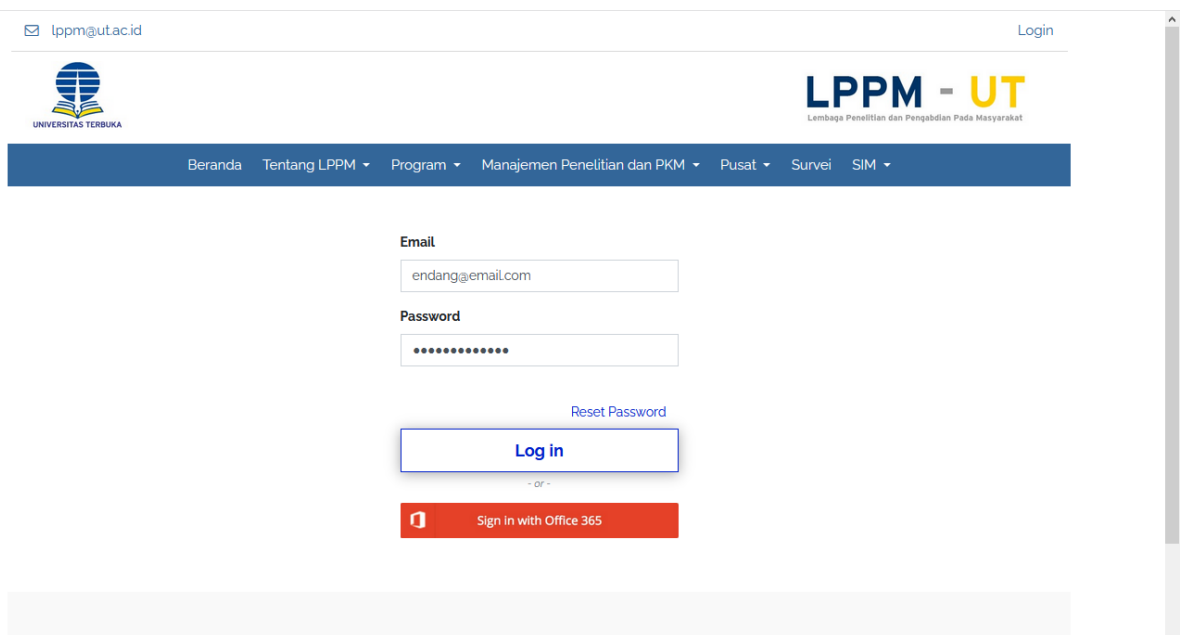 lppm@ut.ac.id Login
UNIVERSITAS TERBUKA
LPPM - UT
Lembaga Penelitian dan Pengabdian Pada Masyarakat
Beranda Tentang LPPM Program Manajemen Penelitian dan PKM Pusat Survei SIM
Email
endang@email.com
Password
•••••••••••••
Reset Password
Log in
- or -
Sign in with Office 365